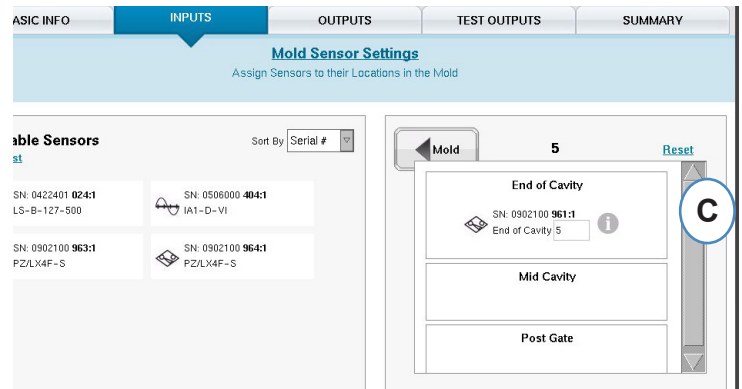 ASIC INFO INPUTS OUTPUTS TEST OUTPUTS SUMMARY
Mold Sensor Settings
Assign Sensors to their Locations in the Mold
able Sensors
st
Sort By Serial #
SN: 0422401 024:1
LS-B-127-500
SN: 0506000 404:1
IA1-D-VI
SN: 0902100 963:1
PZ/LX4F-S
SN: 0902100 964:1
PZ/LX4F-S
Mold 5 Reset
End of Cavity
SN: 0902100 961:1
End of Cavity 5
i
Mid Cavity
Post Gate
C